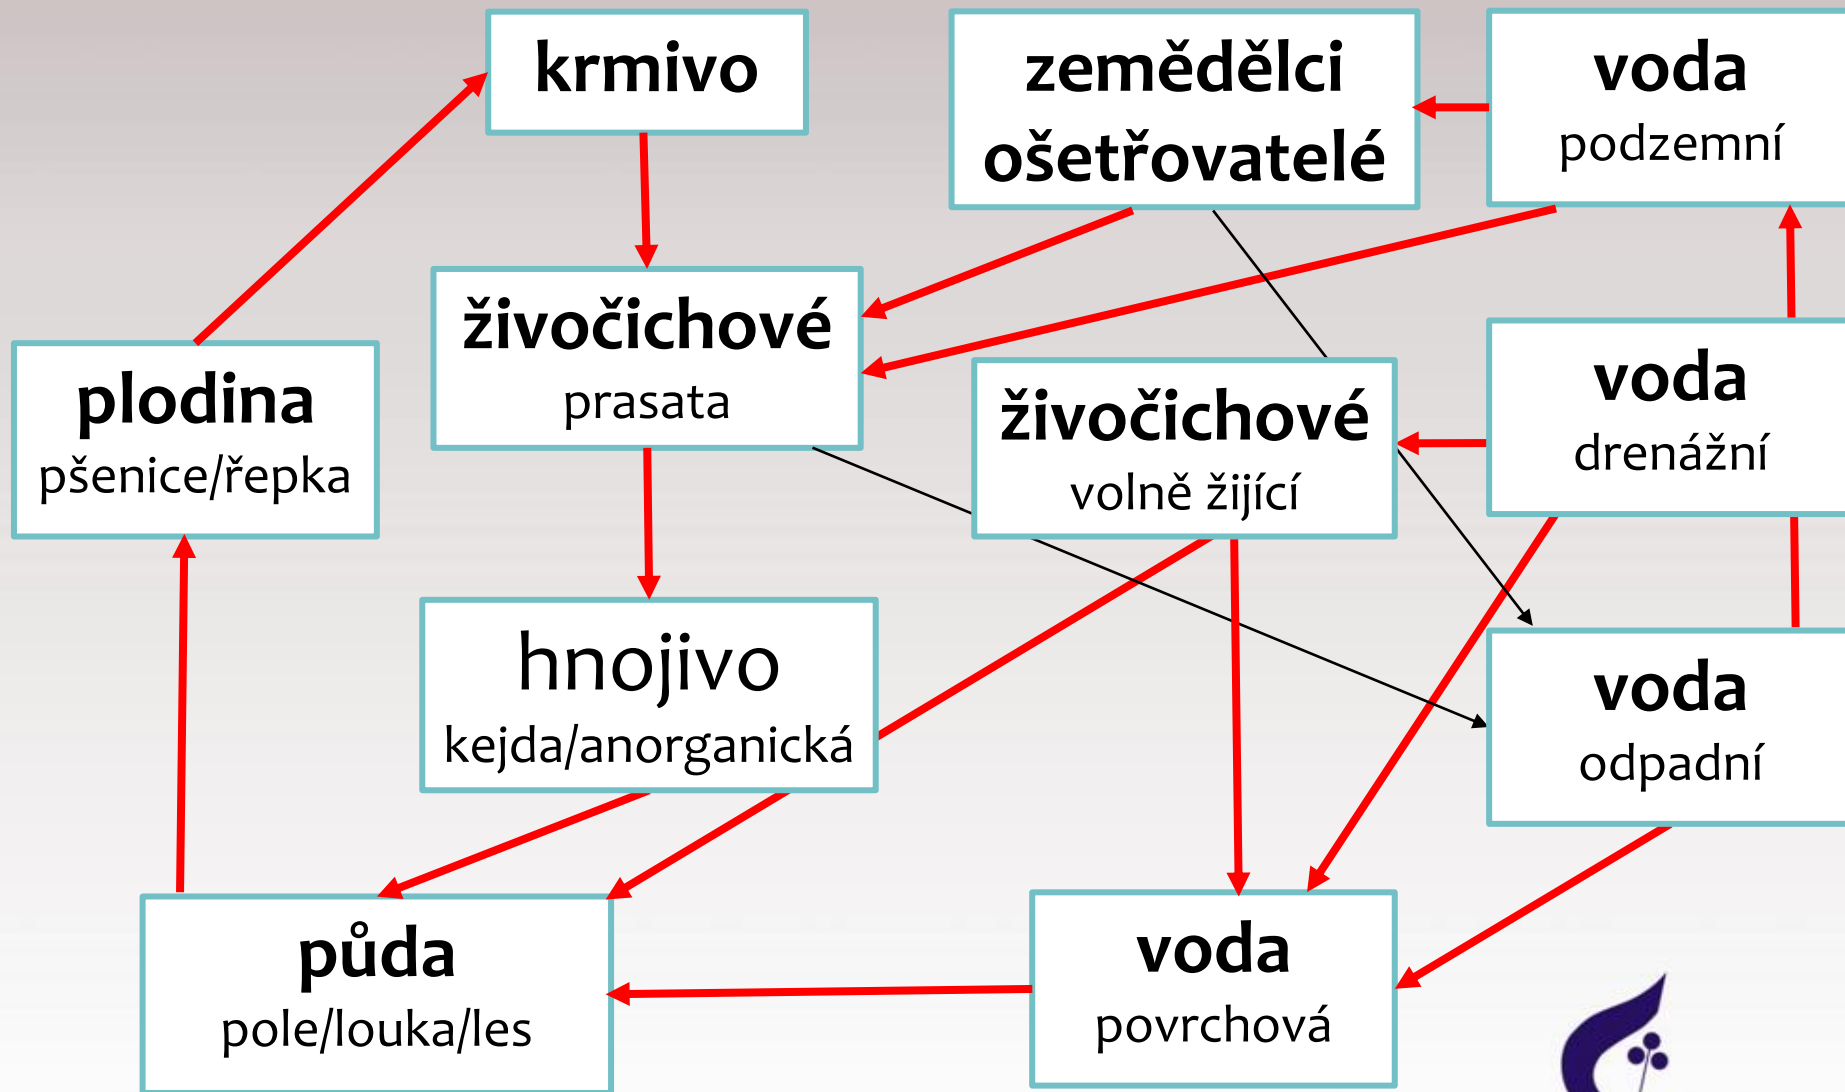 krmivo
zemědělci
ošetřovatelé
voda
podzemní
živočichové
prasata
plodina
pšenice/řepka
živočichové
volně žijící
voda
drenážní
hnojivo
kejda/anorganická
voda
odpadní
půda
pole/louka/les
voda
povrchová